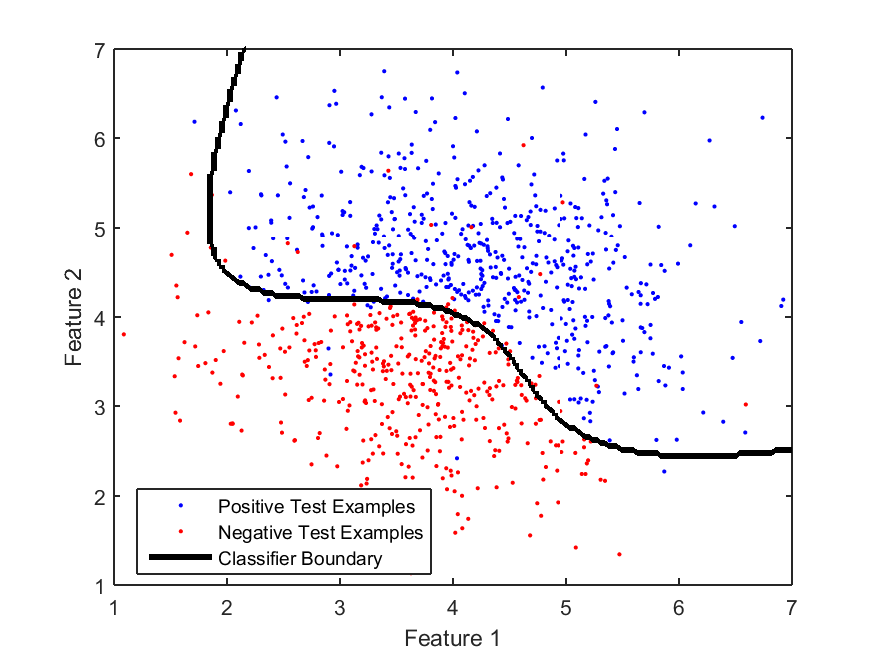 7
6
5
4
3
2
1
Feature 2
Positive Test Examples
Negative Test Examples
Classifier Boundary
1 2 3 4 5 6 7
Feature 1